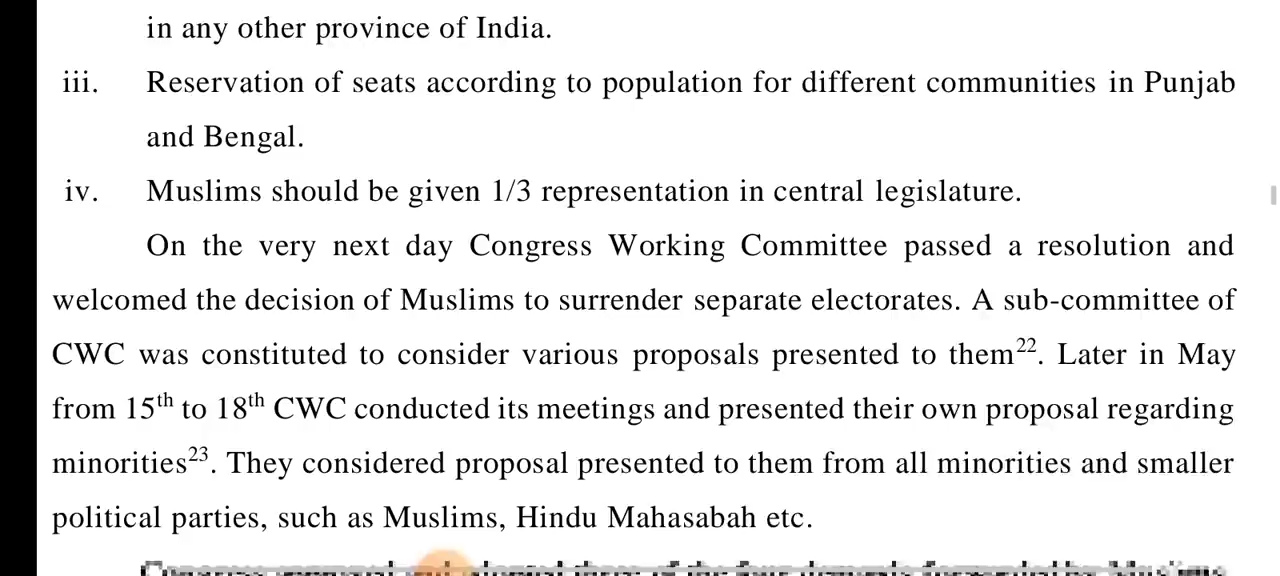 in any other province of India.
iii. Reservation of seats according to population for different communities in Punjab
and Bengal.
iv. Muslims should be given 1/3 representation in central legislature.
On the very next day Congress Working Committee passed a resolution and
welcomed the decision of Muslims to surrender separate electorates. A sub-committee of
CWC was constituted to consider various proposals presented to them22. Later in May
from 15th to 18th CWC conducted its meetings and presented their own proposal regarding
minorities23. They considered proposal presented to them from all minorities and smaller
political parties, such as Muslims, Hindu Mahasabah etc.